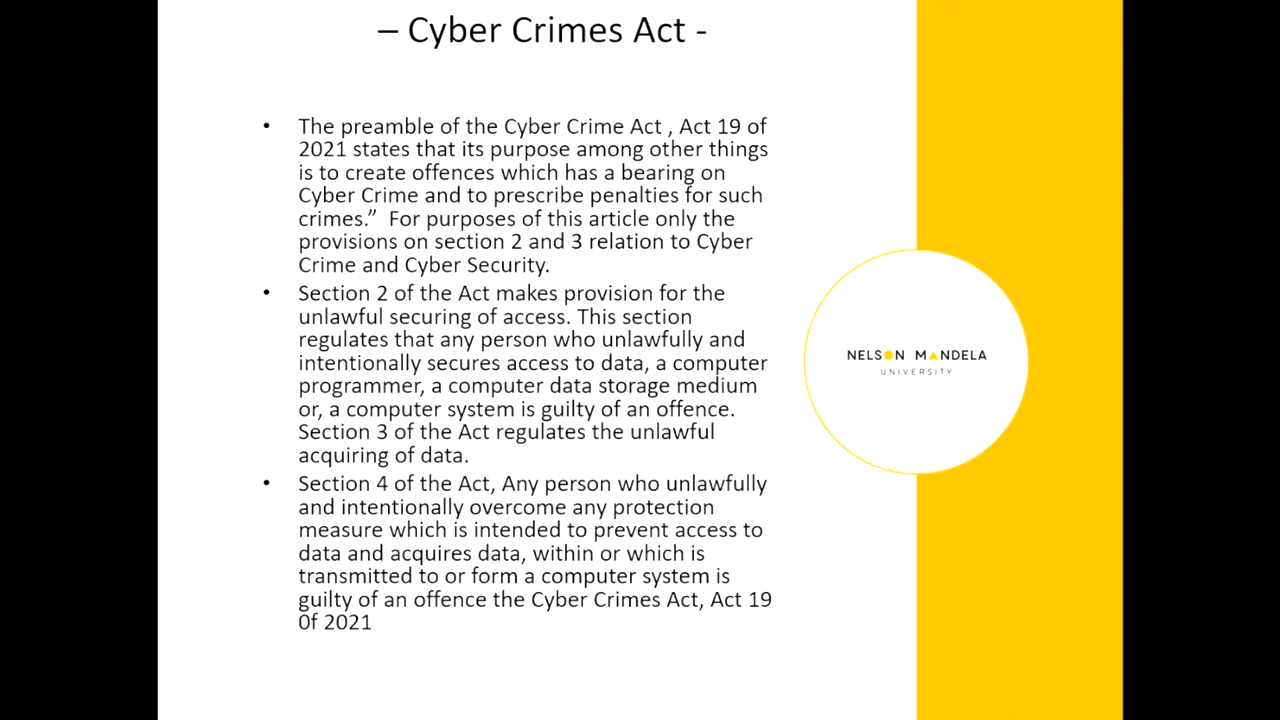 – Cyber Crimes Act -
• The preamble of the Cyber Crime Act , Act 19 of
2021 states that its purpose among other things
is to create offences which has a bearing on
Cyber Crime and to prescribe penalties for such
crimes.” For purposes of this article only the
provisions on section 2 and 3 relation to Cyber
Crime and Cyber Security.
• Section 2 of the Act makes provision for the
unlawful securing of access. This section
regulates that any person who unlawfully and
intentionally secures access to data, a computer
programmer, a computer data storage medium
or, a computer system is guilty of an offence.
Section 3 of the Act regulates the unlawful
acquiring of data.
• Section 4 of the Act, Any person who unlawfully
and intentionally overcome any protection
measure which is intended to prevent access to
data and acquires data, within or which is
transmitted to or form a computer system is
guilty of an offence the Cyber Crimes Act, Act 19
0f 2021
NELSON MANDELA
UNIVERSITY